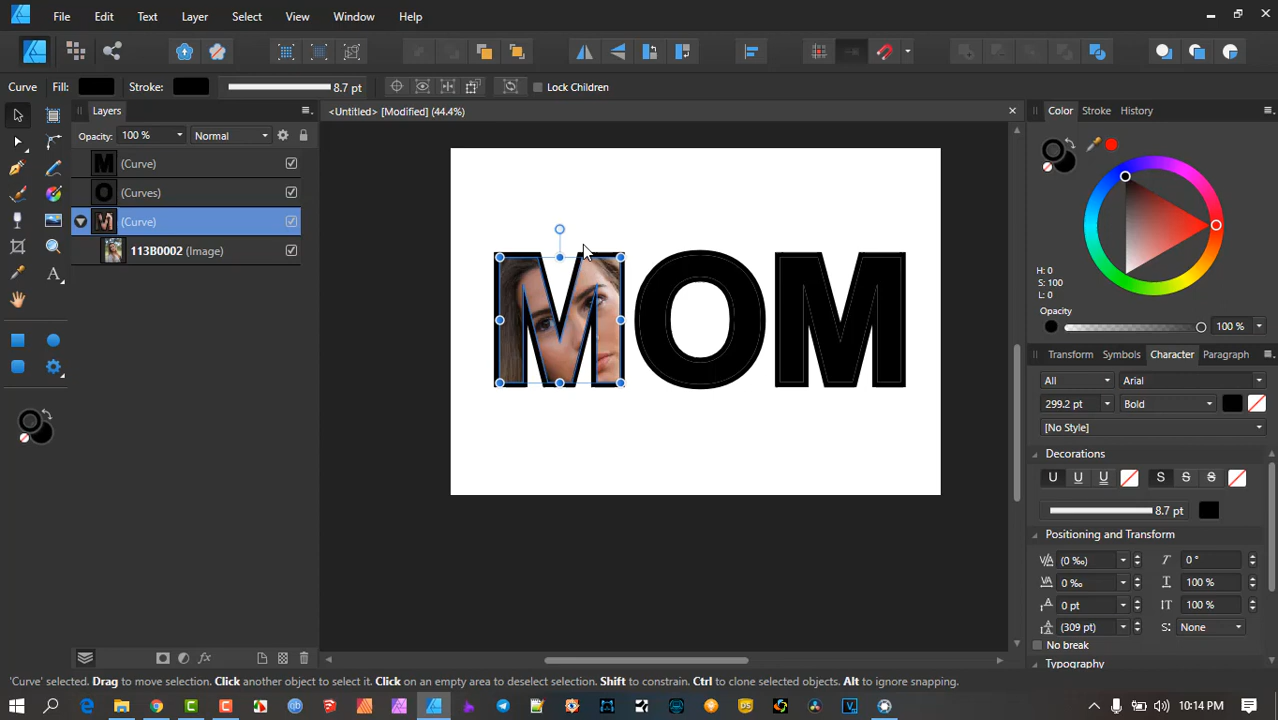 File Edit Text Layer Select View Window Help
Curve Fill: Stroke: 8.7 pt Lock Children
Layers
<Untitled> [Modified] (44.4%)
Opacity: 100 % Normal
(Curve)
(Curves)
(Curve)
113B0002 (Image)
MOM
Color Stroke History
H: 0
S: 100
L: 0
Opacity
100 %
Transform Symbols Character Paragraph
All Arial
299.2 pt Bold
[No Style]
Decorations
U U U S S S
8.7 pt
Positioning and Transform
(0 ‰) 0 °
0 ‰ 100 %
0 pt 100 %
(309 pt) S: None
No break
Typography
'Curve' selected. Drag to move selection. Click another object to select it. Click on an empty area to deselect selection. Shift to constrain. Ctrl to clone selected objects. Alt to ignore snapping.
10:14 PM